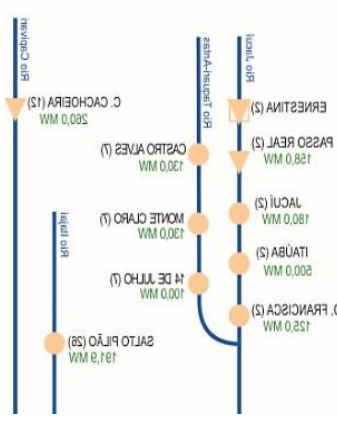 Rio Capivari
C. CACHOEIRA (12)
260,0 MW
Rio Itajaí
SALTO PILÃO (26)
191,9 MW
Rio Taquari-Antas
CASTRO ALVES (7)
130,0 MW
MONTE CLARO (7)
130,0 MW
14 DE JULHO (7)
100,0 MW
Rio Jacuí
ERNESTINA (2)
PASSO REAL (2)
158,0 MW
JACUÍ (2)
180,0 MW
ITAÚBA (2)
500,0 MW
D. FRANCISCA (2)
125,0 MW